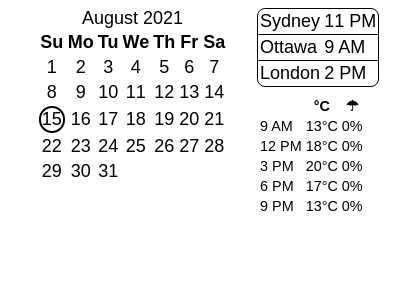 August 2021
Su Mo Tu We Th Fr Sa
1 2 3 4 5 6 7
8 9 10 11 12 13 14
15 16 17 18 19 20 21
22 23 24 25 26 27 28
29 30 31
Sydney 11 PM
Ottawa 9 AM
London 2 PM
°C ☂
9 AM 13°C 0%
12 PM 18°C 0%
3 PM 20°C 0%
6 PM 17°C 0%
9 PM 13°C 0%